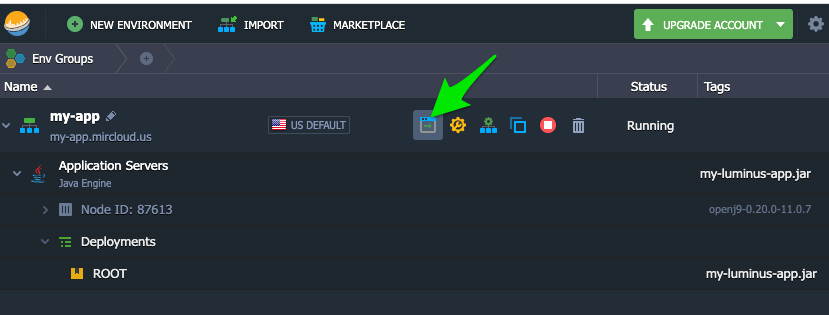 NEW ENVIRONMENT IMPORT MARKETPLACE UPGRADE ACCOUNT
Env Groups
Name Status Tags
my-app US DEFAULT Running
my-app.mircloud.us
Application Servers my-luminus-app.jar
Java Engine
Node ID: 87613 openj9-0.20.0-11.0.7
Deployments
ROOT my-luminus-app.jar